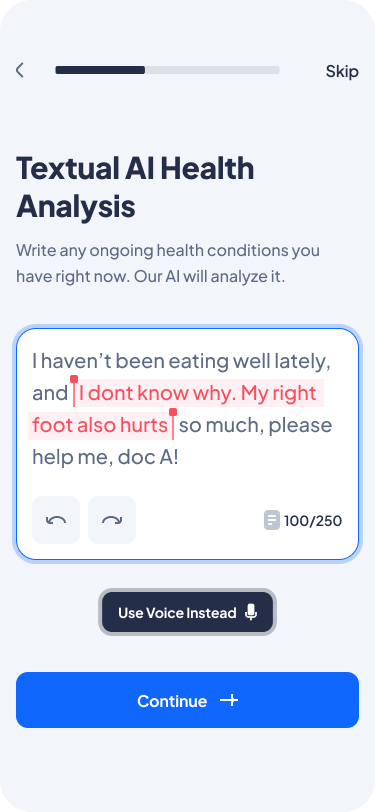 Skip
Textual AI Health
Analysis
Write any ongoing health conditions you
have right now. Our AI will analyze it.
I haven’t been eating well lately,
and I dont know why. My right
foot also hurts so much, please
help me, doc A!
100/250
Use Voice Instead
Continue